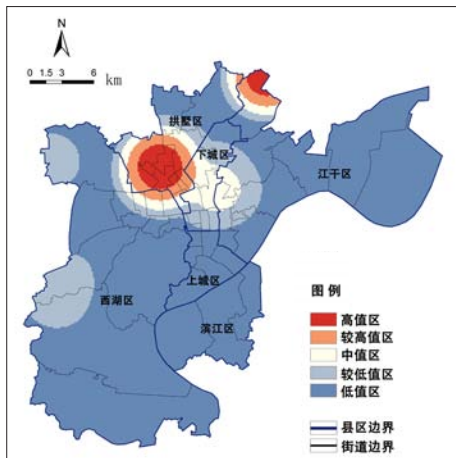 N
0 1.5 3 6 km
拱墅区
下城区
江干区
上城区
西湖区
滨江区
图 例
高值区
较高值区
中值区
较低值区
低值区
县区边界
街道边界